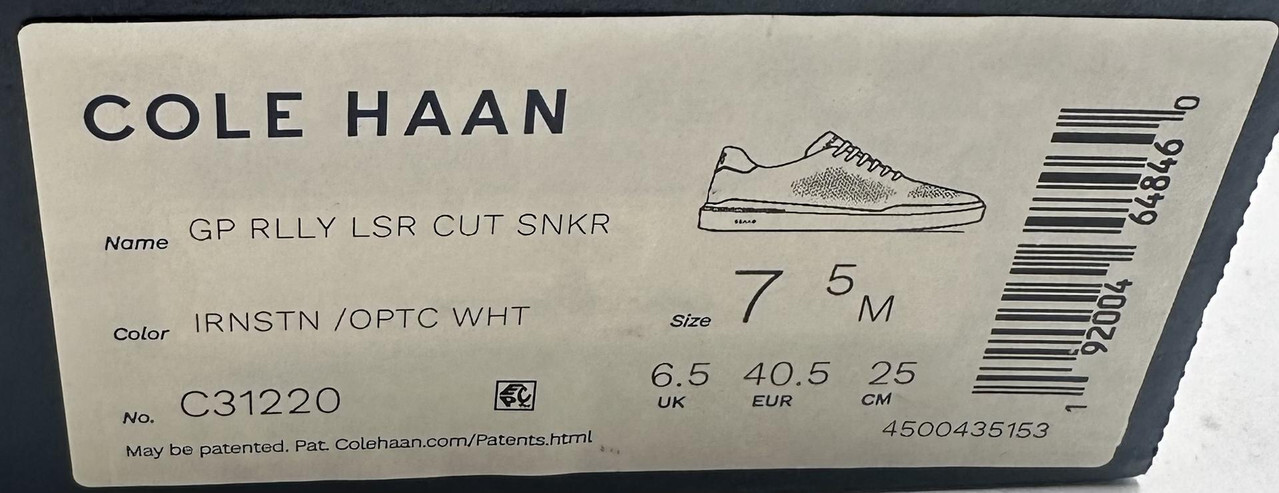 COLE HAAN
Name GP RLLY LSR CUT SNKR
Color IRNSTN /OPTC WHT
No. C31220
EPC
May be patented. Pat. Colehaan.com/Patents.html
Size 7 5 M
6.5 40.5 25
UK EUR CM
4500435153
1 92004 64846 0